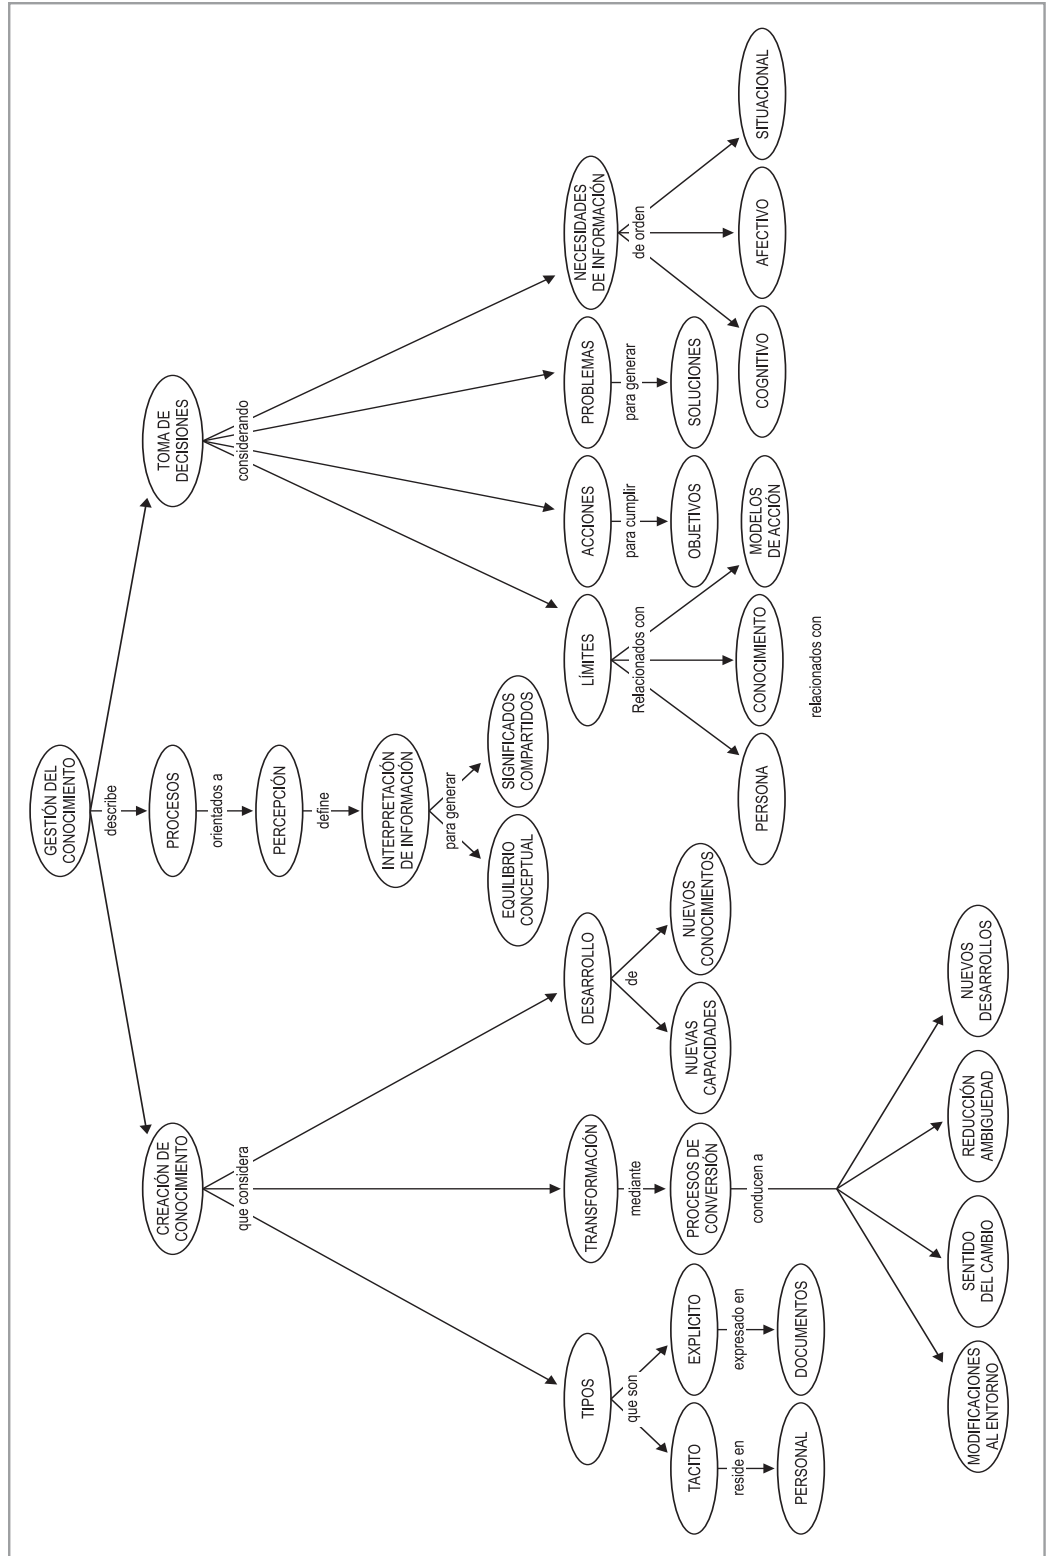 GESTIÓN DEL
CONOCIMIENTO
describe
CREACIÓN DE
CONOCIMIENTO
PROCESOS
TOMA DE
DECISIONES
que considera
orientados a
considerando
PERCEPCIÓN
define
INTERPRETACIÓN
DE INFORMACIÓN
para generar
EQUILIBRIO
CONCEPTUAL
SIGNIFICADOS
COMPARTIDOS
TIPOS
TRANSFORMACIÓN
DESARROLLO
LÍMITES
ACCIONES
PROBLEMAS
NECESIDADES
DE INFORMACIÓN
que son
mediante
de
Relacionados con
para cumplir
para generar
de orden
TACITO
EXPLICITO
PROCESOS DE
CONVERSIÓN
NUEVAS
CAPACIDADES
NUEVOS
CONOCIMIENTOS
OBJETIVOS
SOLUCIONES
reside en
expresado en
conducen a
PERSONA
CONOCIMIENTO
MODELOS
DE ACCIÓN
COGNITIVO
AFECTIVO
SITUACIONAL
PERSONAL
DOCUMENTOS
relacionados con
MODIFICACIONES
AL ENTORNO
SENTIDO
DEL CAMBIO
REDUCCIÓN
AMBIGUEDAD
NUEVOS
DESARROLLOS